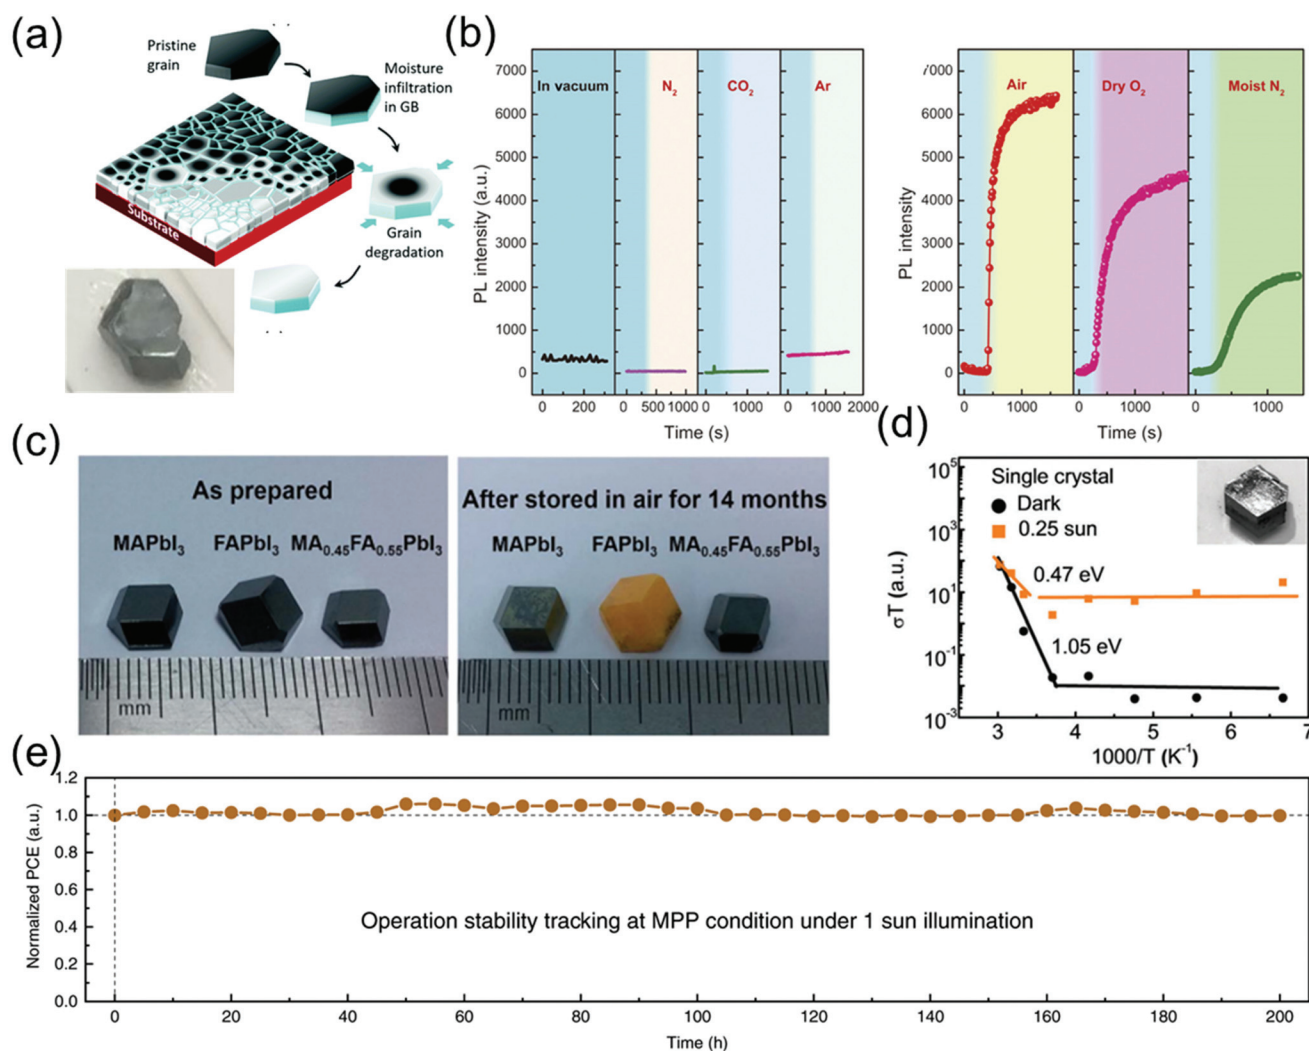 (a)
Pristine
grain
Moisture
infiltration
in GB
Substrate
Grain
degradation
(b)
7000
6000
5000
4000
3000
2000
1000
0
PL intensity (a.u.)
In vacuum
N₂
CO₂
Ar
0 200
0 500 1000
0 1000
0 1000 2000
Time (s)
7000
6000
5000
4000
3000
2000
1000
0
PL intensity
Air
Dry O₂
Moist N₂
0 1000
0 1000
0 1000
Time (s)
(c)
As prepared
MAPbI₃ FAPbI₃ MA₀.₄₅FA₀.₅₅PbI₃
mm
After stored in air for 14 months
MAPbI₃ FAPbI₃ MA₀.₄₅FA₀.₅₅PbI₃
mm
(d)
10⁵
10³
10¹
10⁻¹
10⁻³
σT (a.u.)
Single crystal
Dark
0.25 sun
0.47 eV
1.05 eV
3 4 5 6 7
1000/T (K⁻¹)
(e)
1.2
1.0
0.8
0.6
0.4
0.2
0.0
Normalized PCE (a.u.)
Operation stability tracking at MPP condition under 1 sun illumination
0 20 40 60 80 100 120 140 160 180 200
Time (h)